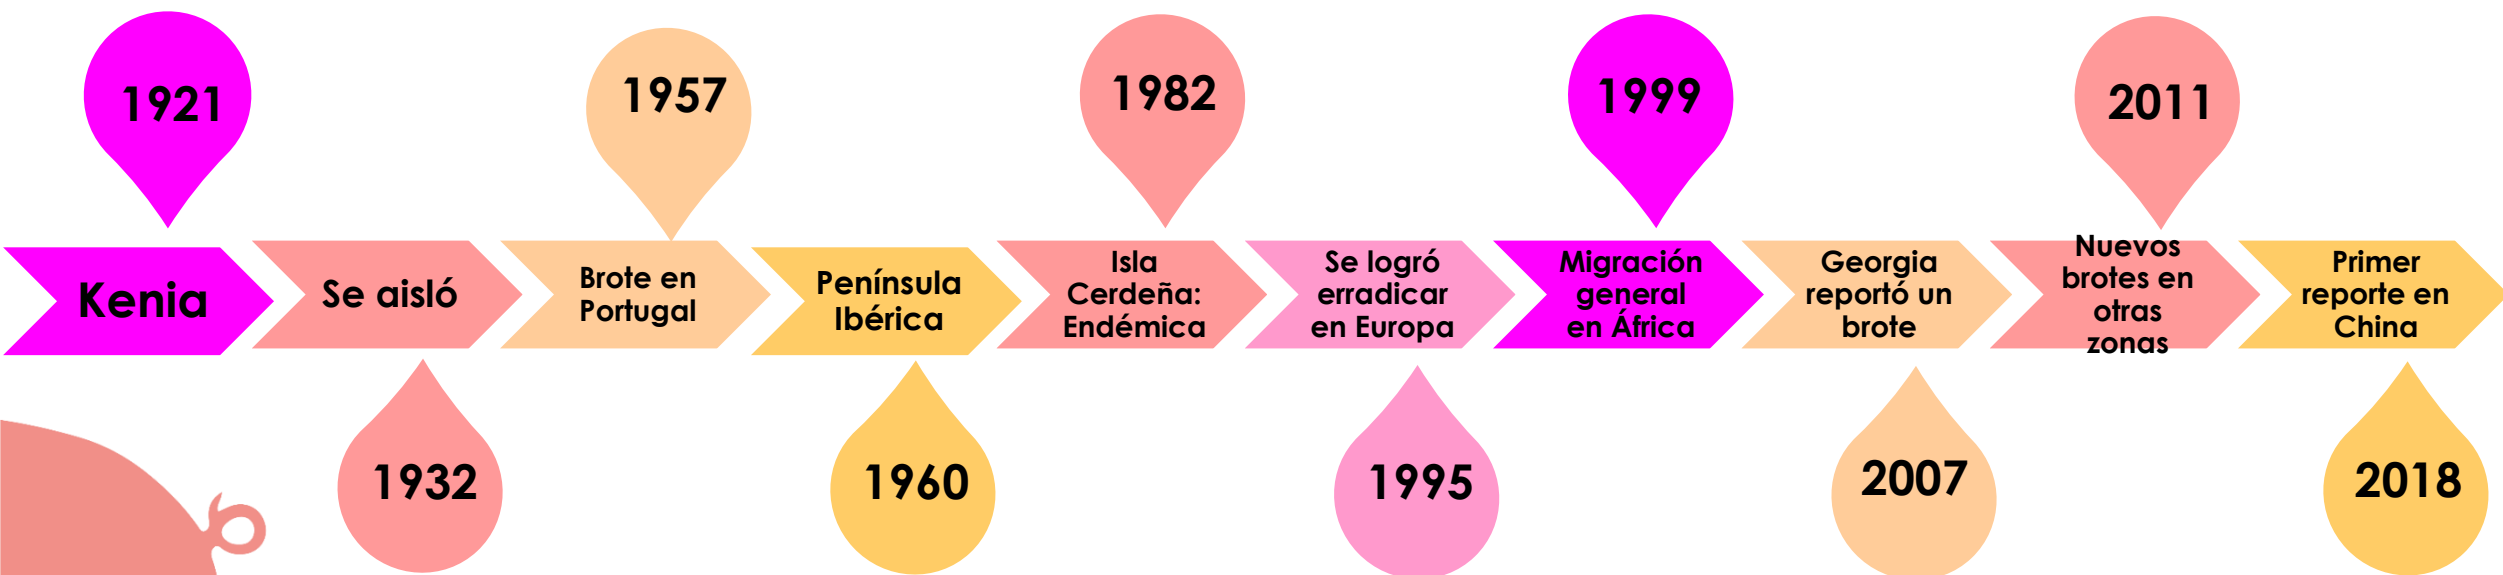 1921
1957
1982
1999
2011
Kenia
Se aisló
Brote en
Portugal
Península
Ibérica
Isla
Cerdeña:
Endémica
Se logró
erradicar
en Europa
Migración
general
en África
Georgia
reportó un
brote
Nuevos
brotes en
otras
zonas
Primer
reporte en
China
1932
1960
1995
2007
2018